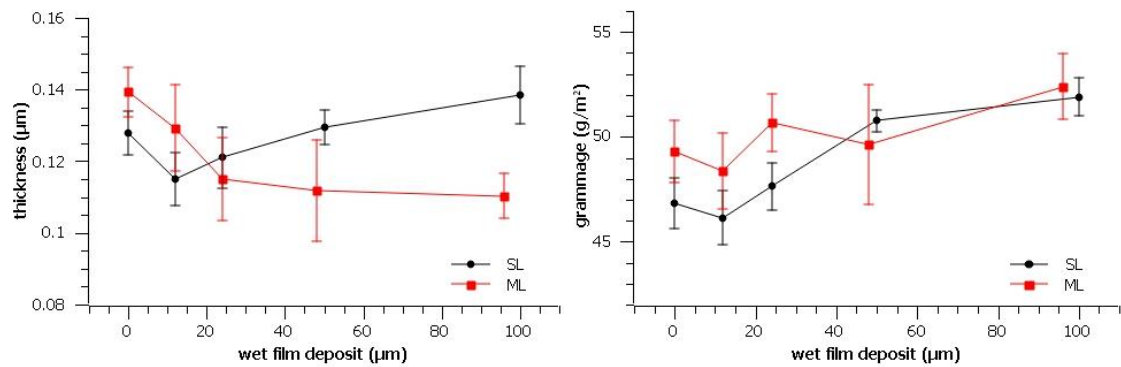 0.16
0.14
0.12
0.1
0.08
thickness (µm)
0
20
40
60
80
100
wet film deposit (µm)
SL
ML
55
50
45
grammage (g/m²)
0
20
40
60
80
100
wet film deposit (µm)
SL
ML